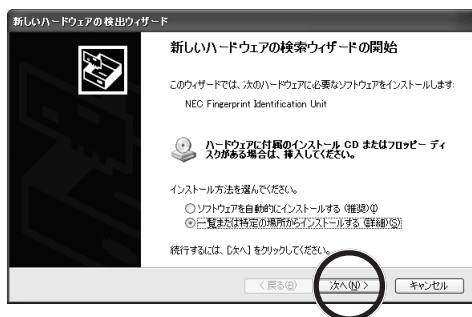 新しいハードウェアの検出ウィザード
新しいハードウェアの検索ウィザードの開始
このウィザードでは、次のハードウェアに必要なソフトウェアをインストールします:
NEC Fingerprint Identification Unit
ハードウェアに付属のインストール CD またはフロッピー ディ
スクがある場合は、挿入してください。
インストール方法を選んでください。
ソフトウェアを自動的にインストールする (推奨)(I)
一覧または特定の場所からインストールする (詳細)(S)
続行するには、[次へ] をクリックしてください。
< 戻る(B) 次へ(N) > キャンセル